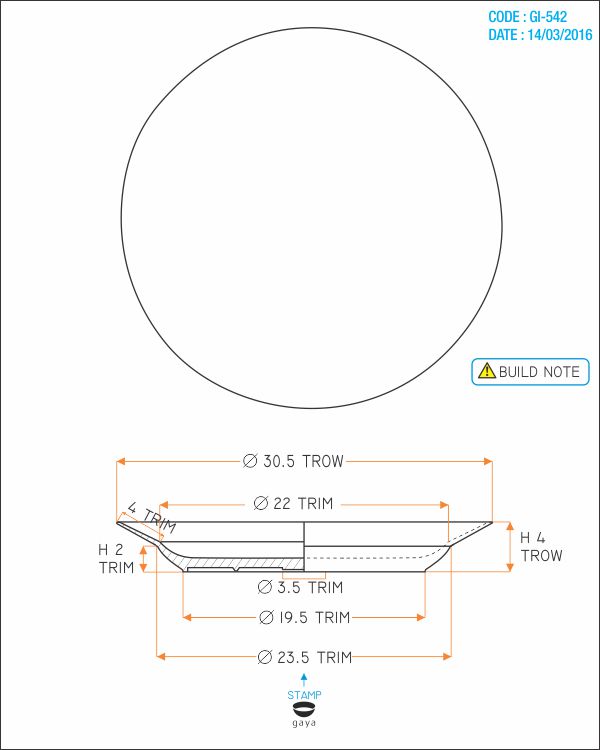 CODE : GI-542
DATE : 14/03/2016
BUILD NOTE
Ø 30.5 TROW
Ø 22 TRIM
4 TRIM
H 2
TRIM
H 4
TROW
Ø 3.5 TRIM
Ø 19.5 TRIM
Ø 23.5 TRIM
STAMP
gaya